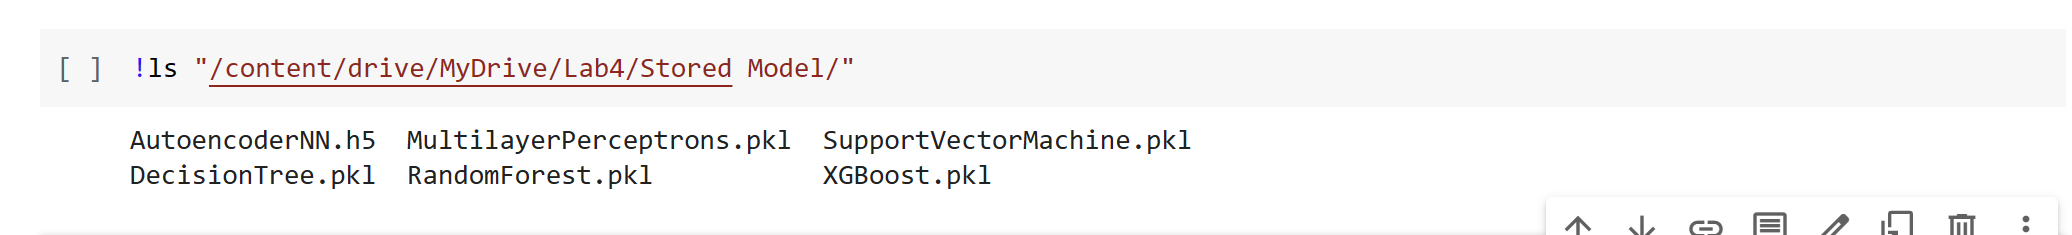 [ ] !ls "/content/drive/MyDrive/Lab4/Stored Model/"
AutoencoderNN.h5  MultilayerPerceptrons.pkl  SupportVectorMachine.pkl
DecisionTree.pkl  RandomForest.pkl           XGBoost.pkl